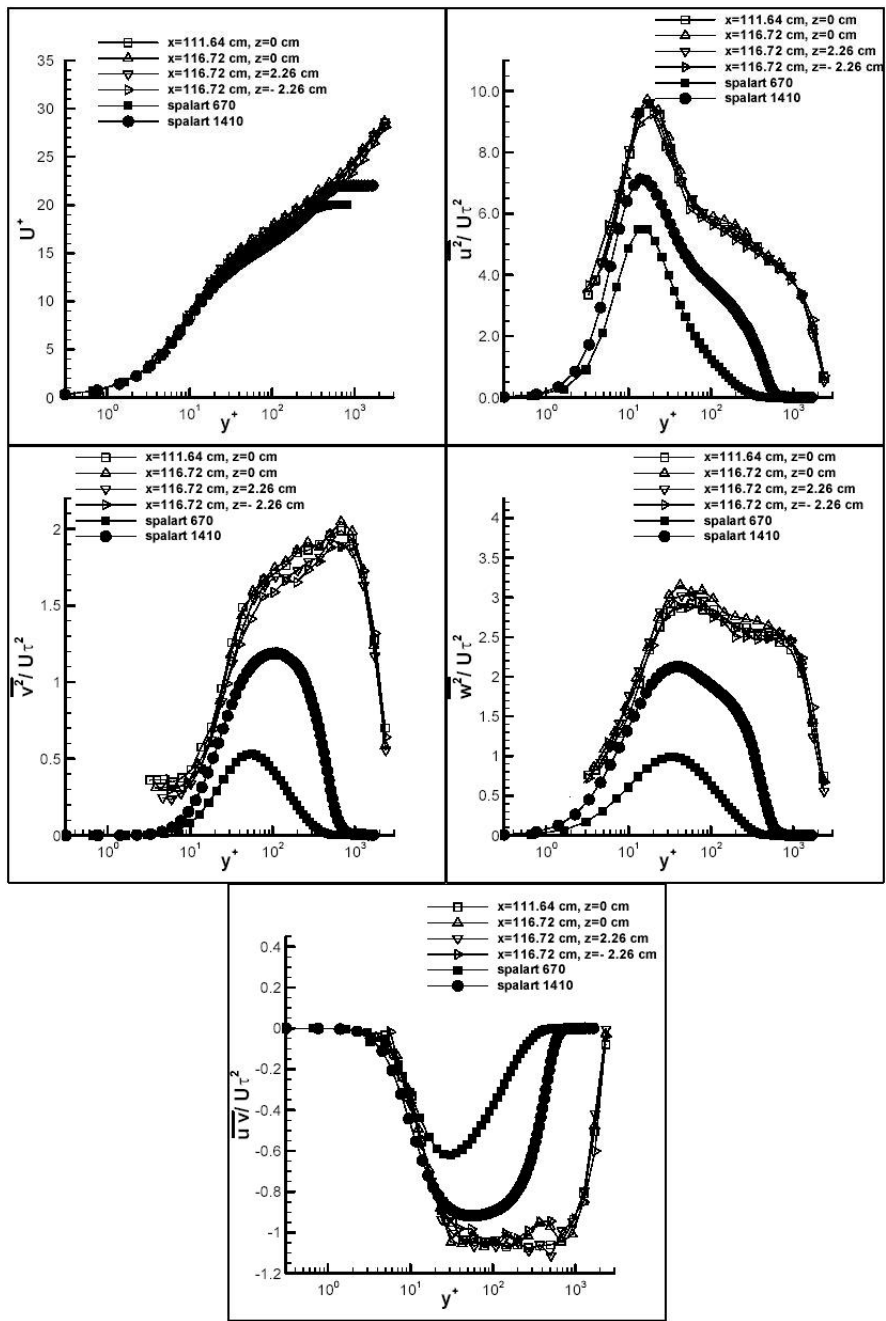 x=111.64 cm, z=0 cm
x=116.72 cm, z=0 cm
x=116.72 cm, z=2.26 cm
x=116.72 cm, z=- 2.26 cm
spalart 670
spalart 1410
35
30
25
20
15
10
5
0
U+
10⁰
10¹
10²
10³
y+
x=111.64 cm, z=0 cm
x=116.72 cm, z=0 cm
x=116.72 cm, z=2.26 cm
x=116.72 cm, z=- 2.26 cm
spalart 670
spalart 1410
10.0
8.0
6.0
4.0
2.0
0.0
u²/ Uτ²
10⁰
10¹
10²
10³
y+
x=111.64 cm, z=0 cm
x=116.72 cm, z=0 cm
x=116.72 cm, z=2.26 cm
x=116.72 cm, z=- 2.26 cm
spalart 670
spalart 1410
2
1.5
1
0.5
0
v²/ Uτ²
10⁰
10¹
10²
10³
y+
x=111.64 cm, z=0 cm
x=116.72 cm, z=0 cm
x=116.72 cm, z=2.26 cm
x=116.72 cm, z=- 2.26 cm
spalart 670
spalart 1410
4
3.5
3
2.5
2
1.5
1
0.5
0
w²/ Uτ²
10⁰
10¹
10²
10³
y+
x=111.64 cm, z=0 cm
x=116.72 cm, z=0 cm
x=116.72 cm, z=2.26 cm
x=116.72 cm, z=- 2.26 cm
spalart 670
spalart 1410
0.4
0.2
0
-0.2
-0.4
-0.6
-0.8
-1
-1.2
u v/ Uτ²
10⁰
10¹
10²
10³
y+